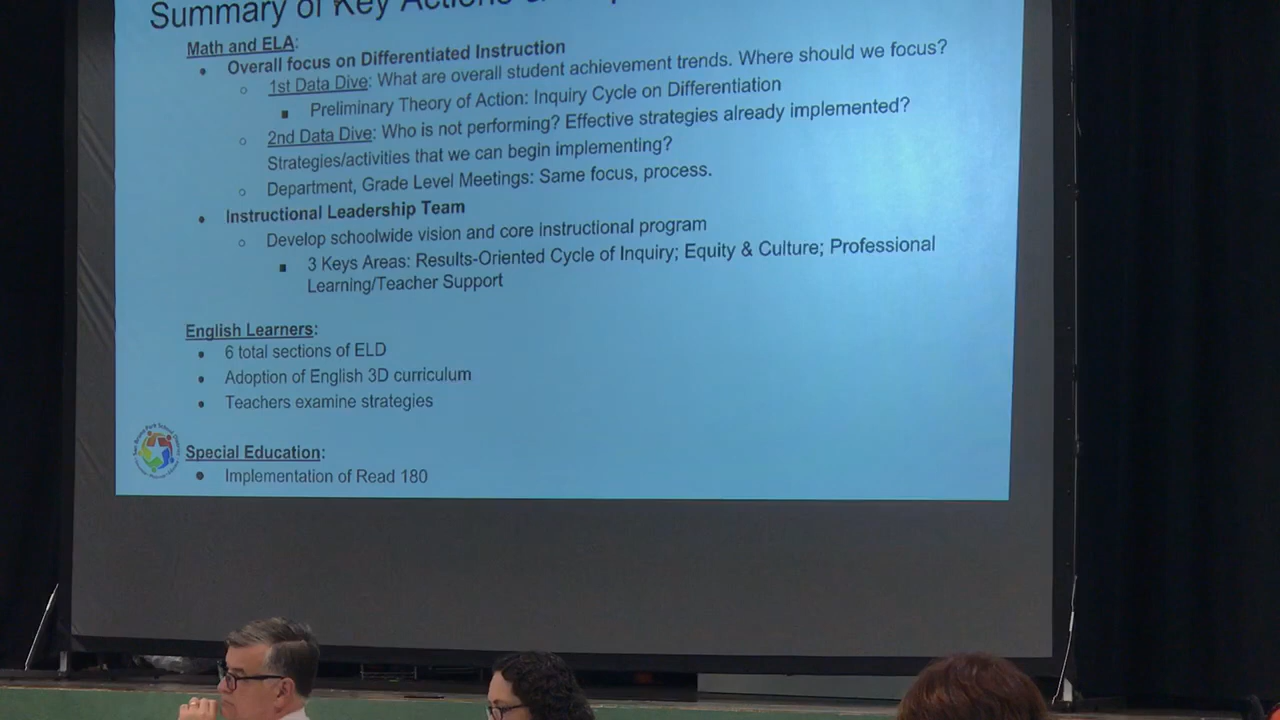 Summary of Key Actions
Math and ELA:
• Overall focus on Differentiated Instruction
○ 1st Data Dive: What are overall student achievement trends. Where should we focus?
■ Preliminary Theory of Action: Inquiry Cycle on Differentiation
○ 2nd Data Dive: Who is not performing? Effective strategies already implemented?
Strategies/activities that we can begin implementing?
○ Department, Grade Level Meetings: Same focus, process.
• Instructional Leadership Team
○ Develop schoolwide vision and core instructional program
■ 3 Keys Areas: Results-Oriented Cycle of Inquiry; Equity & Culture; Professional
Learning/Teacher Support
English Learners:
• 6 total sections of ELD
• Adoption of English 3D curriculum
• Teachers examine strategies
Special Education:
• Implementation of Read 180